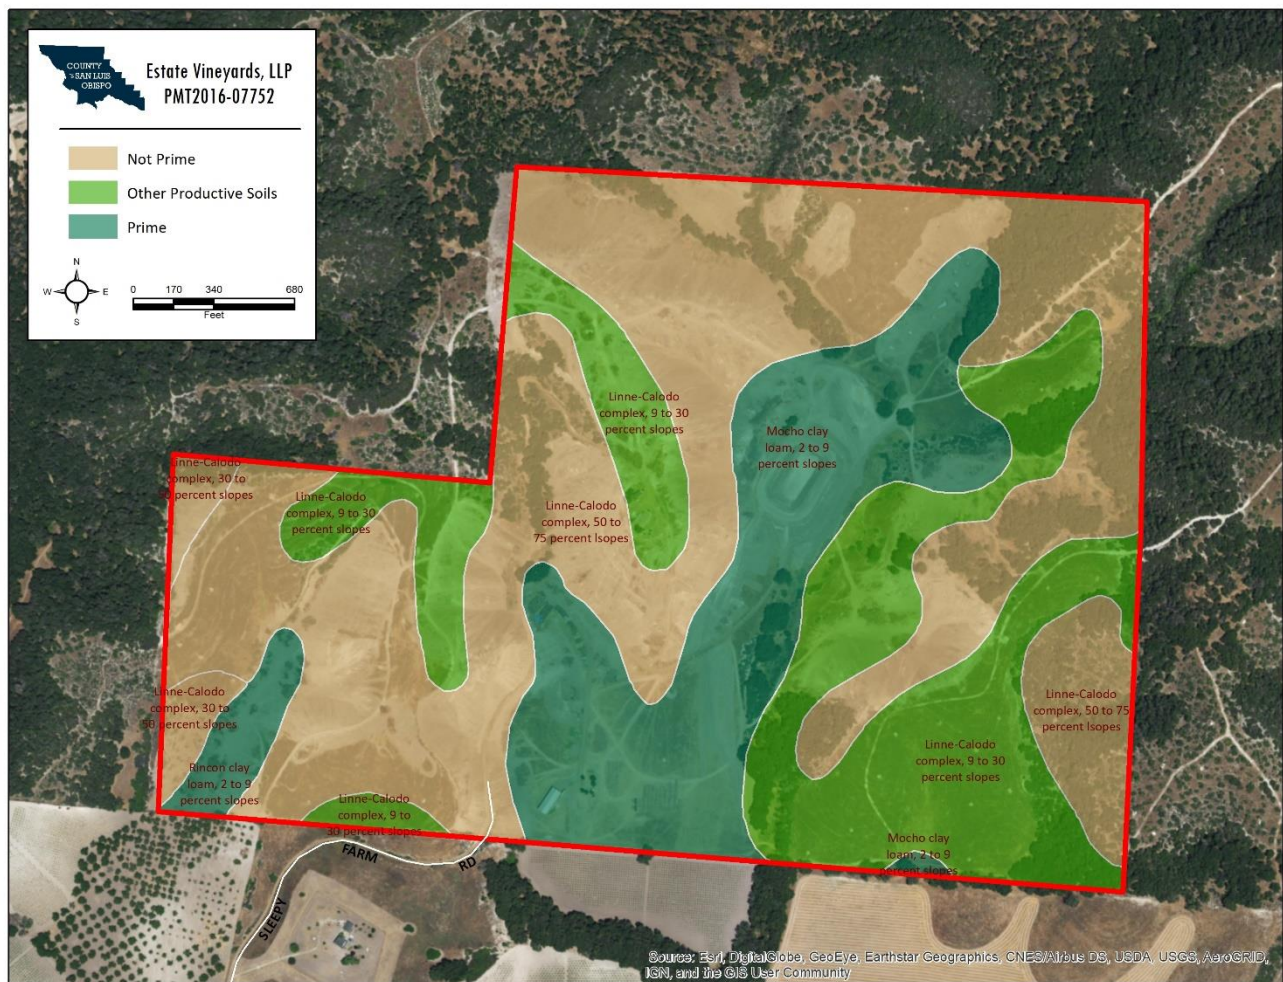 COUNTY
OF SAN LUIS
OBISPO
Estate Vineyards, LLP
PMT2016-07752
Not Prime
Other Productive Soils
Prime
N
W
E
S
0 170 340 680
Feet
Linne-Calodo
complex, 9 to 30
percent slopes
Mocho clay
loam, 2 to 9
percent slopes
Linne-Calodo
complex, 30 to
50 percent slopes
Linne-Calodo
complex, 9 to 30
percent slopes
Linne-Calodo
complex, 50 to
75 percent lsopes
Linne-Calodo
complex, 30 to
50 percent slopes
Linne-Calodo
complex, 50 to 75
percent lsopes
Rincon clay
loam, 2 to 9
percent slopes
Linne-Calodo
complex, 9 to 30
percent slopes
Linne-Calodo
complex, 9 to
30 percent slopes
Mocho clay
loam, 2 to 9
percent slopes
SLEEPY FARM RD
Source: Esri, DigitalGlobe, GeoEye, Earthstar Geographics, CNES/Airbus DS, USDA, USGS, AeroGRID,
IGN, and the GIS User Community